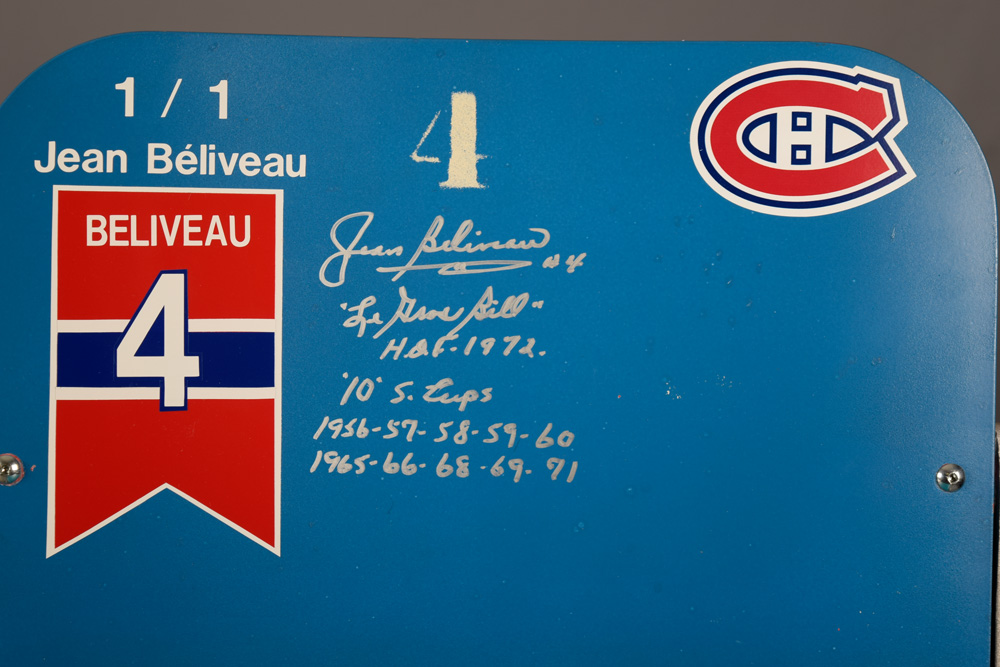 1 / 1
Jean Béliveau
BELIVEAU
4
4
Jean Beliveau #4
"Le Gros Bill"
H.O.F. 1972.
"10" S. Cups
1956-57-58-59-60
1965-66-68-69-71
CH